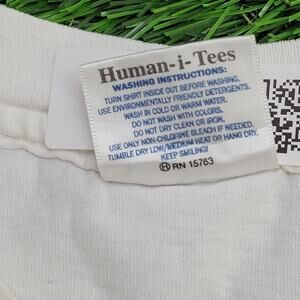 Human-i-Tees
WASHING INSTRUCTIONS:
TURN SHIRT INSIDE OUT BEFORE WASHING.
USE ENVIRONMENTALLY FRIENDLY DETERGENTS.
WASH IN COLD OR WARM WATER.
DO NOT WASH WITH COLORS.
DO NOT DRY CLEAN OR IRON.
USE ONLY NON-CHLORINE BLEACH IF NEEDED.
TUMBLE DRY LOW/MEDIUM HEAT OR HANG DRY.
KEEP SMILING!
Ⓗ RN 15763